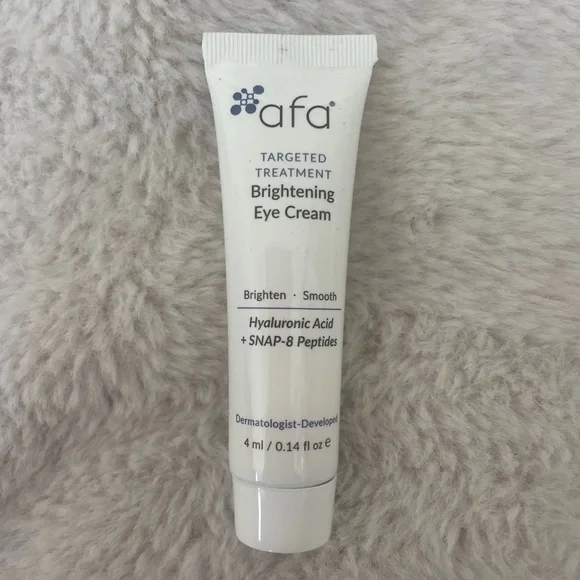 afa®
TARGETED
TREATMENT
Brightening
Eye Cream
Brighten · Smooth
Hyaluronic Acid
+ SNAP-8 Peptides
Dermatologist-Developed
4 ml / 0.14 fl oz ℮